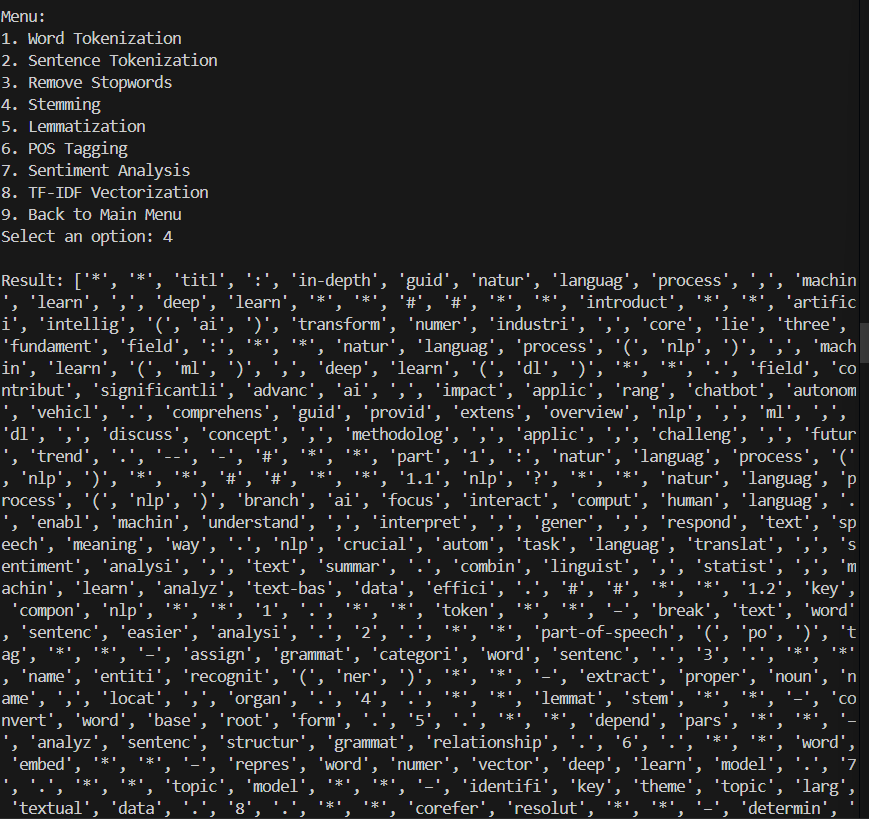 Menu:
1. Word Tokenization
2. Sentence Tokenization
3. Remove Stopwords
4. Stemming
5. Lemmatization
6. POS Tagging
7. Sentiment Analysis
8. TF-IDF Vectorization
9. Back to Main Menu
Select an option: 4
Result: ['*', '*', 'titl', ':', 'in-depth', 'guid', 'natur', 'languag', 'process', ',', 'machin
', 'learn', ',', 'deep', 'learn', '*', '*', '#', '#', '*', '*', 'introduct', '*', '*', 'artific
i', 'intellig', '(', 'ai', ')', 'transform', 'numer', 'industri', ',', 'core', 'lie', 'three',
'fundament', 'field', ':', '*', '*', 'natur', 'languag', 'process', '(', 'nlp', ')', ',', 'mach
in', 'learn', '(', 'ml', ')', ',', 'deep', 'learn', '(', 'dl', ')', '*', '*', '.', 'field', 'co
ntribut', 'significantli', 'advanc', 'ai', ',', 'impact', 'applic', 'rang', 'chatbot', 'autonom
', 'vehicl', '.', 'comprehens', 'guid', 'provid', 'extens', 'overview', 'nlp', ',', 'ml', ',',
'dl', ',', 'discuss', 'concept', ',', 'methodolog', ',', 'applic', ',', 'challeng', ',', 'futur
', 'trend', '.', '--', '-', '#', '*', '*', 'part', '1', ':', 'natur', 'languag', 'process', '('
, 'nlp', ')', '*', '*', '#', '#', '*', '*', '1.1', 'nlp', '?', '*', '*', 'natur', 'languag', 'p
rocess', '(', 'nlp', ')', 'branch', 'ai', 'focus', 'interact', 'comput', 'human', 'languag', '.
', 'enabl', 'machin', 'understand', ',', 'interpret', ',', 'gener', ',', 'respond', 'text', 'sp
eech', 'meaning', 'way', '.', 'nlp', 'crucial', 'autom', 'task', 'languag', 'translat', ',', 's
entiment', 'analysi', ',', 'text', 'summar', '.', 'combin', 'linguist', ',', 'statist', ',', 'm
achin', 'learn', 'analyz', 'text-bas', 'data', 'effici', '.', '#', '#', '*', '*', '1.2', 'key',
'compon', 'nlp', '*', '*', '1', '.', '*', '*', 'token', '*', '*', '–', 'break', 'text', 'word'
, 'sentenc', 'easier', 'analysi', '.', '2', '.', '*', '*', 'part-of-speech', '(', 'po', ')', 't
ag', '*', '*', '–', 'assign', 'grammat', 'categori', 'word', 'sentenc', '.', '3', '.', '*', '*'
, 'name', 'entiti', 'recognit', '(', 'ner', ')', '*', '*', '–', 'extract', 'proper', 'noun', 'n
ame', ',', 'locat', ',', 'organ', '.', '4', '.', '*', '*', 'lemmat', 'stem', '*', '*', '–', 'co
nvert', 'word', 'base', 'root', 'form', '.', '5', '.', '*', '*', 'depend', 'pars', '*', '*', '–
', 'analyz', 'sentenc', 'structur', 'grammat', 'relationship', '.', '6', '.', '*', '*', 'word',
'embed', '*', '*', '–', 'repres', 'word', 'numer', 'vector', 'deep', 'learn', 'model', '.', '7
', '.', '*', '*', 'topic', 'model', '*', '*', '–', 'identifi', 'key', 'theme', 'topic', 'larg',
'textual', 'data', '.', '8', '.', '*', '*', 'corefer', 'resolut', '*', '*', '–', 'determin', '